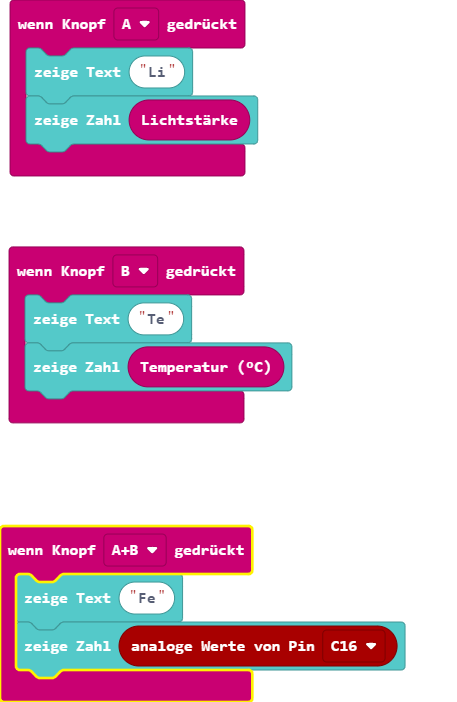 wenn Knopf A gedrückt
zeige Text "Li"
zeige Zahl Lichtstärke
wenn Knopf B gedrückt
zeige Text "Te"
zeige Zahl Temperatur (°C)
wenn Knopf A+B gedrückt
zeige Text "Fe"
zeige Zahl analoge Werte von Pin C16